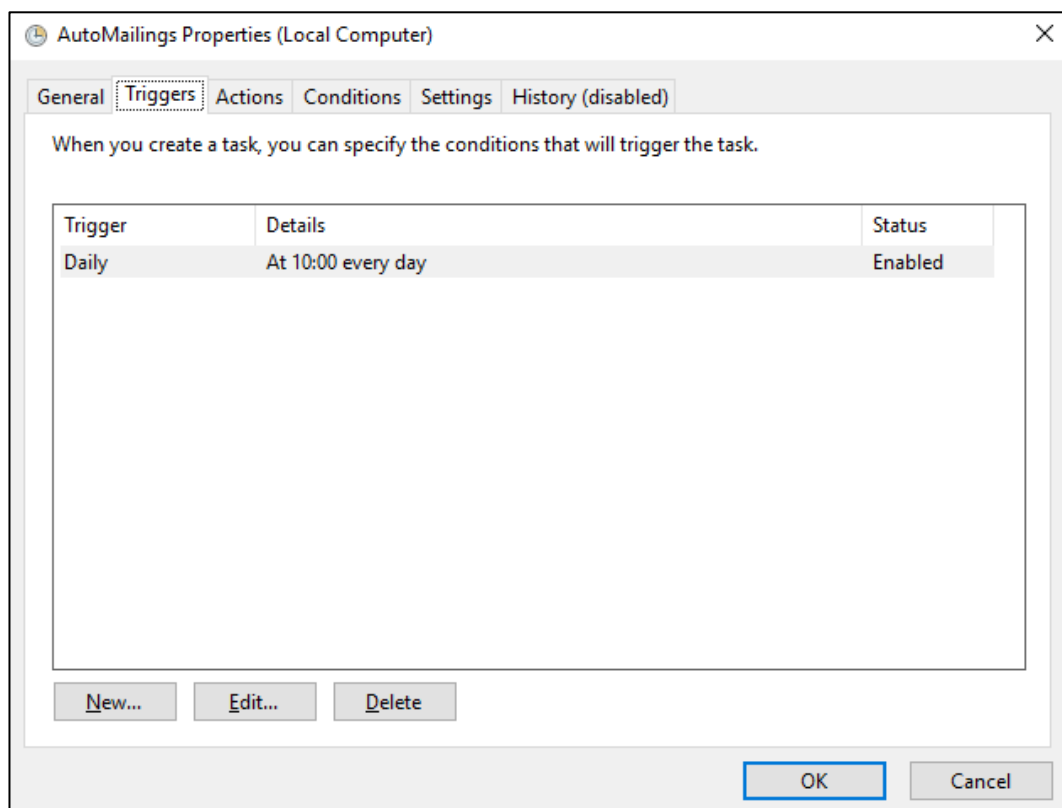 AutoMailings Properties (Local Computer)
General Triggers Actions Conditions Settings History (disabled)
When you create a task, you can specify the conditions that will trigger the task.
Trigger Details Status
Daily At 10:00 every day Enabled
New... Edit... Delete
OK Cancel